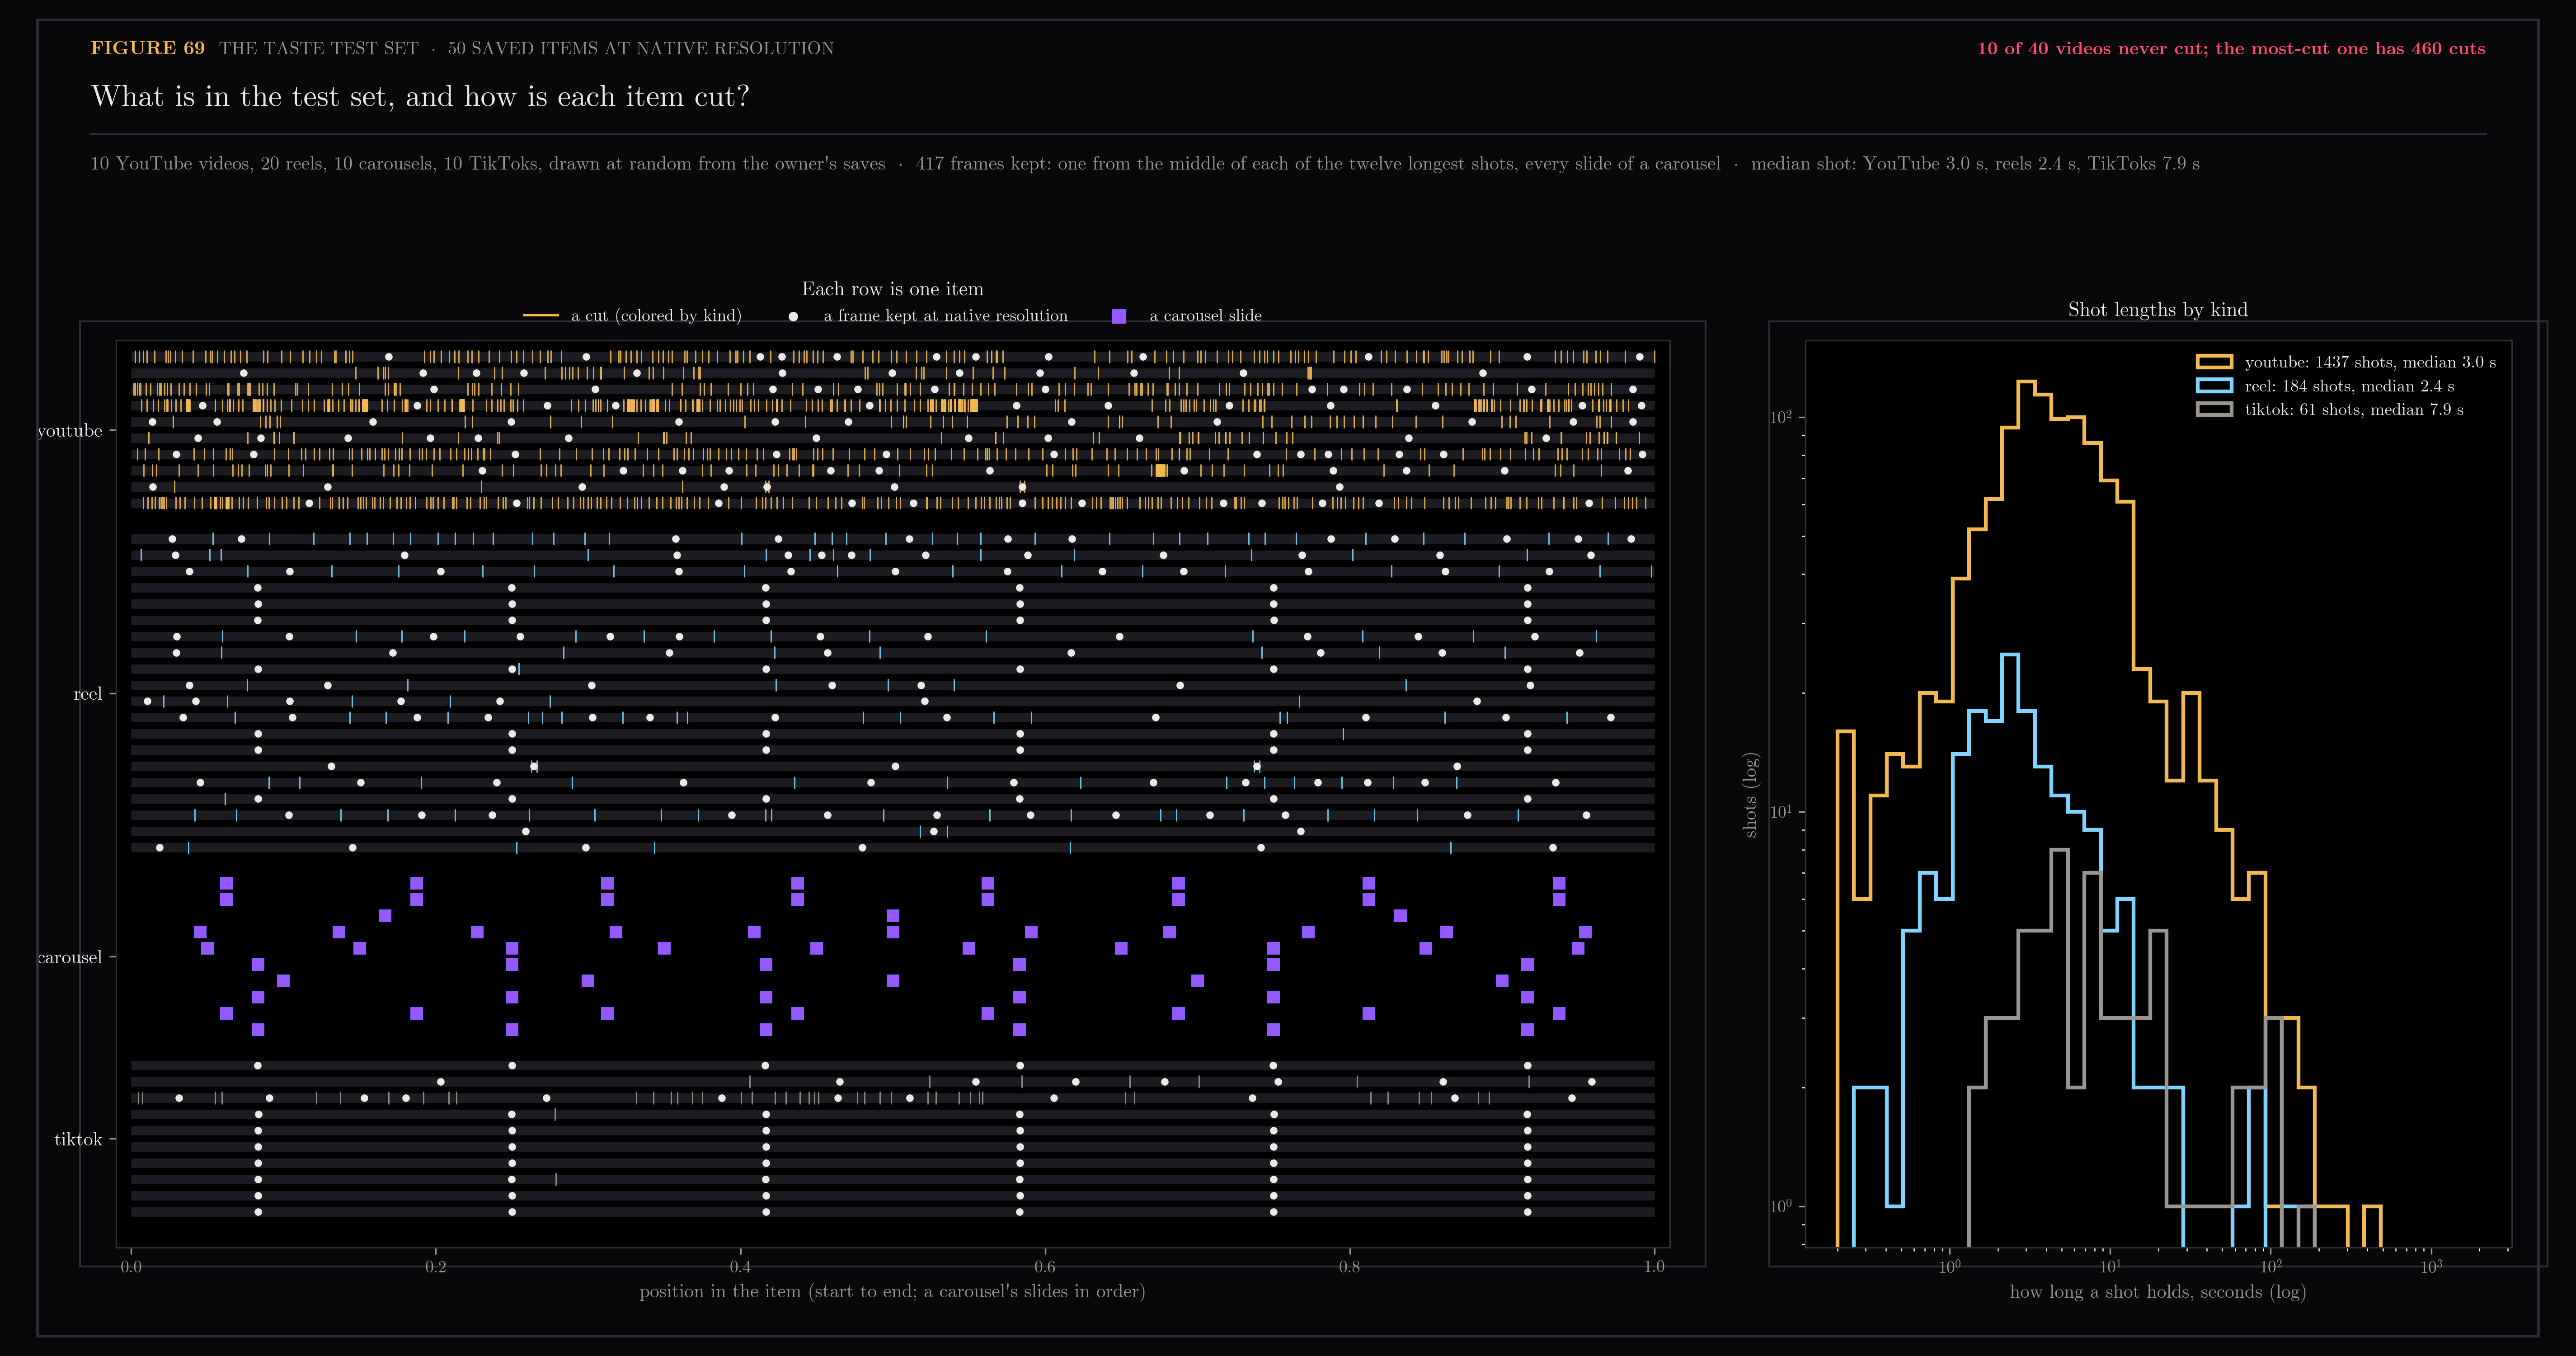 FIGURE 69 THE TASTE TEST SET · 50 SAVED ITEMS AT NATIVE RESOLUTION
10 of 40 videos never cut; the most-cut one has 460 cuts
What is in the test set, and how is each item cut?
10 YouTube videos, 20 reels, 10 carousels, 10 TikToks, drawn at random from the owner's saves · 417 frames kept: one from the middle of each of the twelve longest shots, every slide of a carousel · median shot: YouTube 3.0 s, reels 2.4 s, TikToks 7.9 s
Each row is one item
a cut (colored by kind) a frame kept at native resolution a carousel slide
youtube
reel
carousel
tiktok
0.0 0.2 0.4 0.6 0.8 1.0
position in the item (start to end; a carousel's slides in order)
Shot lengths by kind
youtube: 1437 shots, median 3.0 s
reel: 184 shots, median 2.4 s
tiktok: 61 shots, median 7.9 s
shots (log)
10²
10¹
10⁰
10⁰ 10¹ 10² 10³
how long a shot holds, seconds (log)